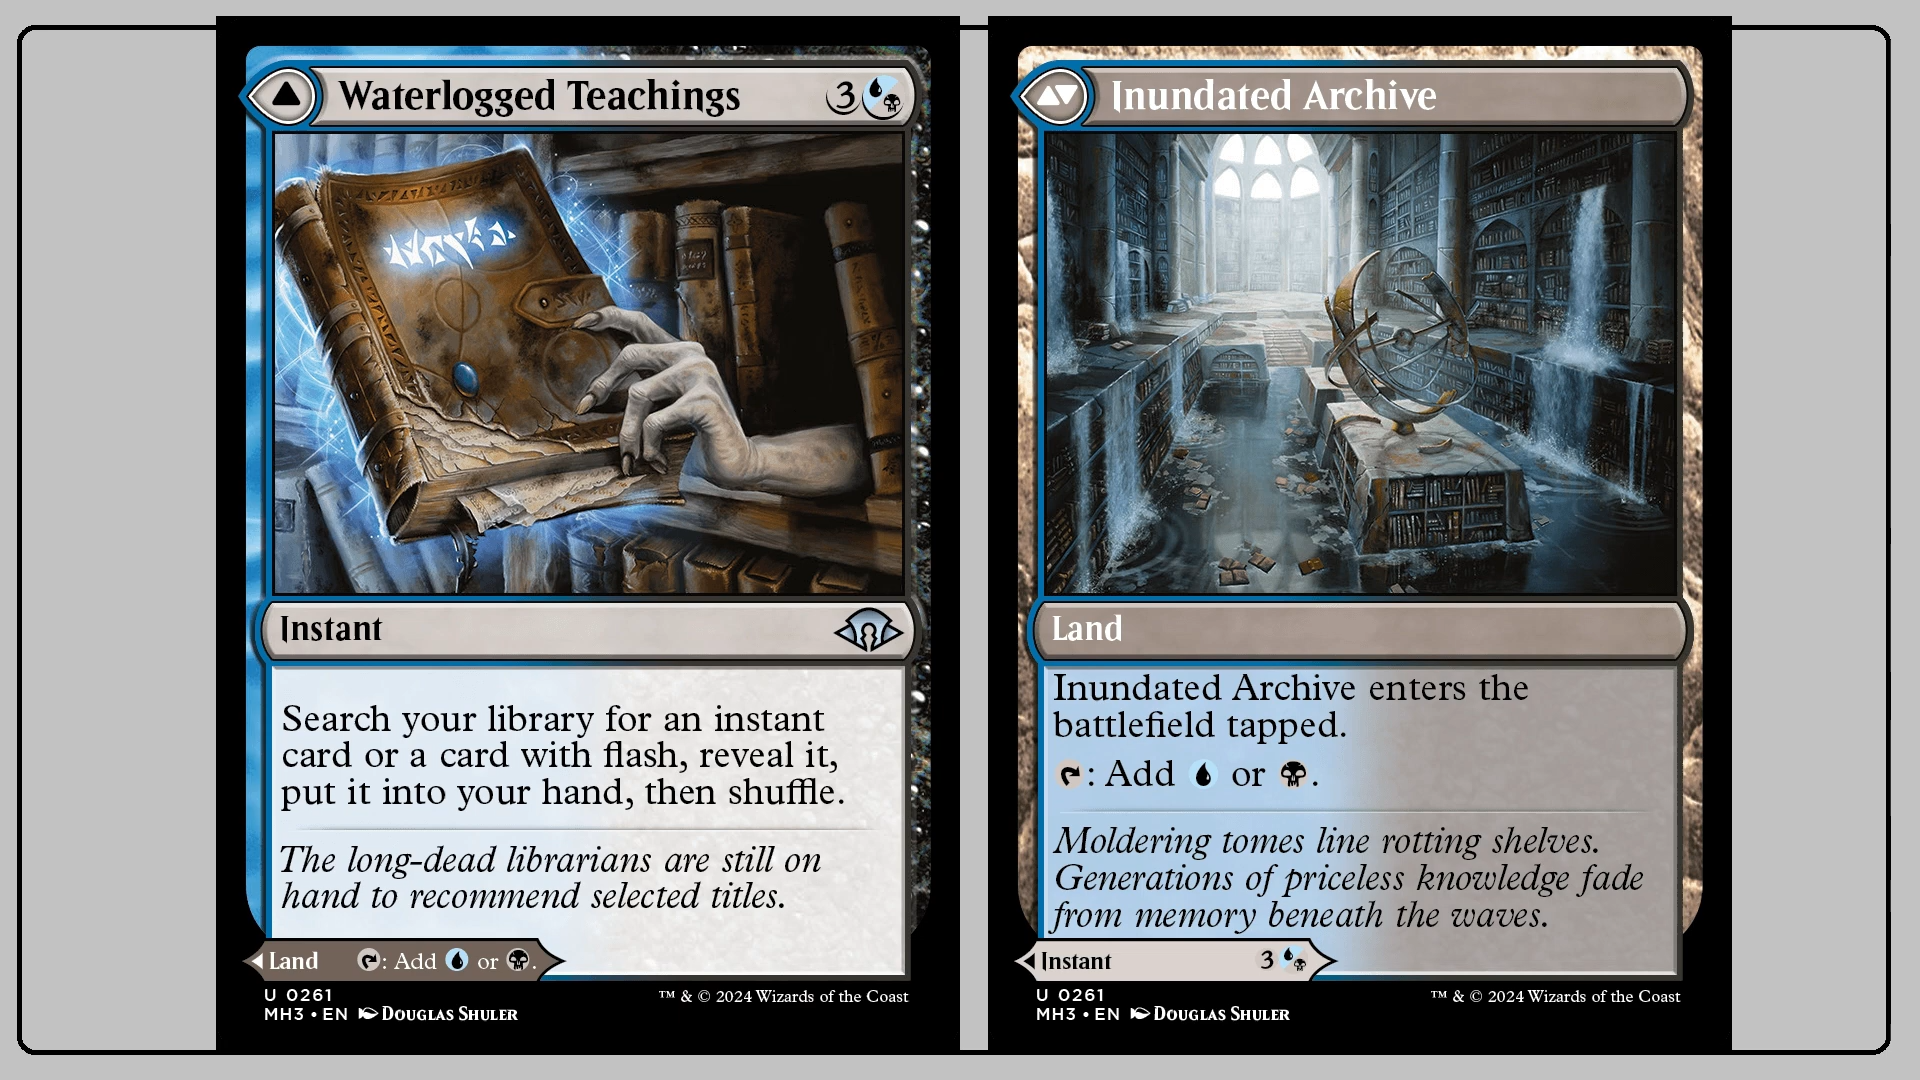 Waterlogged Teachings 3
Instant
Search your library for an instant
card or a card with flash, reveal it,
put it into your hand, then shuffle.
The long-dead librarians are still on
hand to recommend selected titles.
Land : Add or .
U 0261
MH3 • EN Douglas Shuler
™ & © 2024 Wizards of the Coast
Inundated Archive
Land
Inundated Archive enters the
battlefield tapped.
: Add or .
Moldering tomes line rotting shelves.
Generations of priceless knowledge fade
from memory beneath the waves.
Instant 3
U 0261
MH3 • EN Douglas Shuler
™ & © 2024 Wizards of the Coast